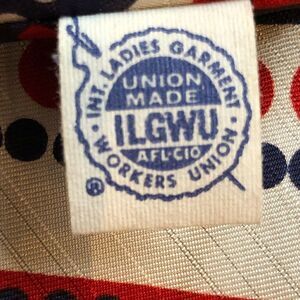 INT. LADIES GARMENT
UNION
MADE
ILGWU
AFL-CIO
WORKERS UNION
®